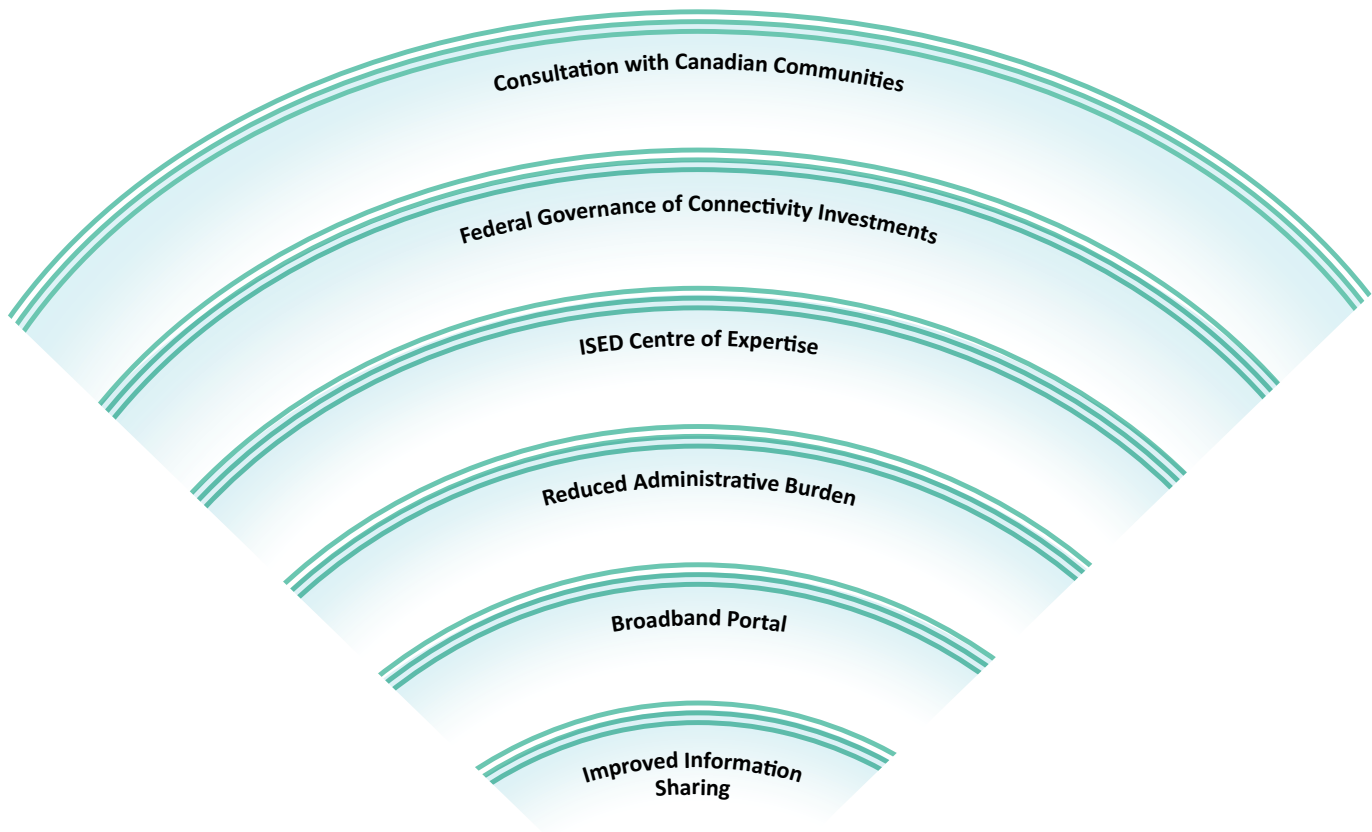 Consultation with Canadian Communities
Federal Governance of Connectivity Investments
ISED Centre of Expertise
Reduced Administrative Burden
Broadband Portal
Improved Information
Sharing